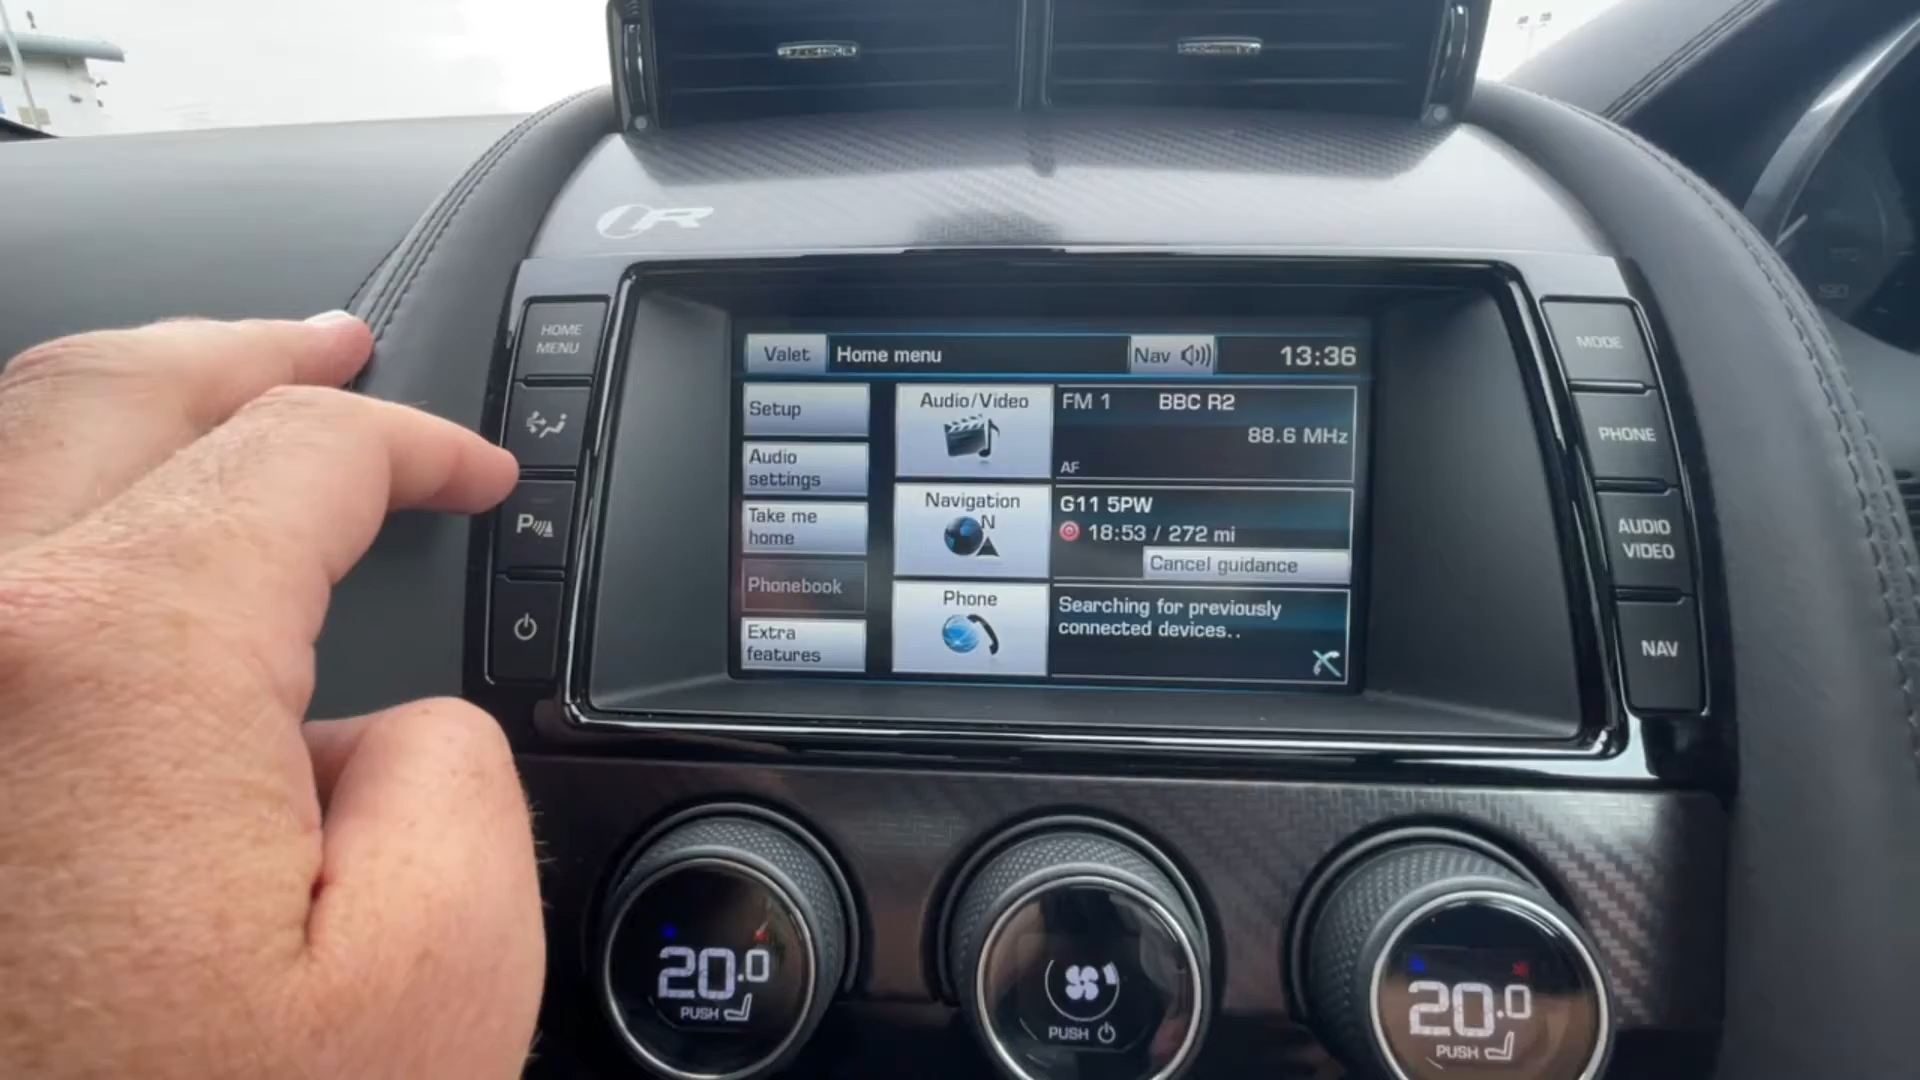 R
HOME
MENU
Valet
Home menu
Nav
13:36
MODE
Setup
Audio/Video
FM 1 BBC R2
88.6 MHz
AF
PHONE
Audio
settings
Navigation
N
G11 5PW
18:53 / 272 mi
Cancel guidance
P
Take me
home
AUDIO
VIDEO
Phonebook
Phone
Searching for previously
connected devices..
Extra
features
NAV
20.0
PUSH
PUSH
20.0
PUSH